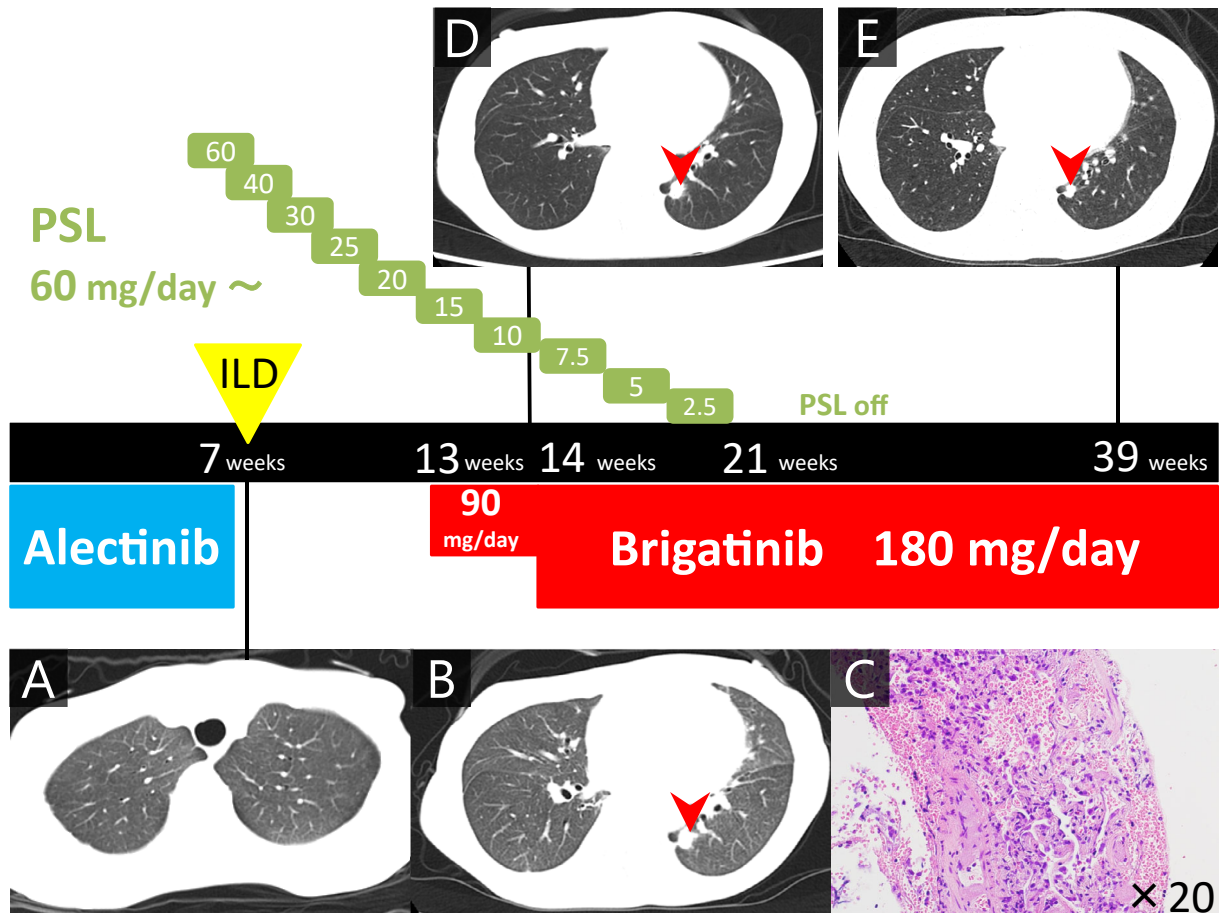 D
E
60
40
30
25
20
15
10
7.5
5
2.5
PSL
60 mg/day ～
ILD
PSL off
7 weeks
13 weeks
14 weeks
21 weeks
39 weeks
Alectinib
90
mg/day
Brigatinib 180 mg/day
A
B
C
× 20